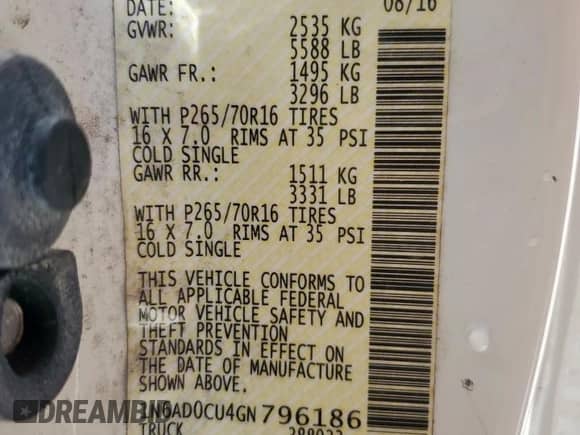 DATE: 08/16
GVWR: 2535 KG
5588 LB
GAWR FR.: 1495 KG
3296 LB
WITH P265/70R16 TIRES
16 X 7.0 RIMS AT 35 PSI
COLD SINGLE
GAWR RR.: 1511 KG
3331 LB
WITH P265/70R16 TIRES
16 X 7.0 RIMS AT 35 PSI
COLD SINGLE
THIS VEHICLE CONFORMS TO
ALL APPLICABLE FEDERAL
MOTOR VEHICLE SAFETY AND
THEFT PREVENTION
STANDARDS IN EFFECT ON
THE DATE OF MANUFACTURE
SHOWN ABOVE.
1N6AD0CU4GN796186
TRUCK